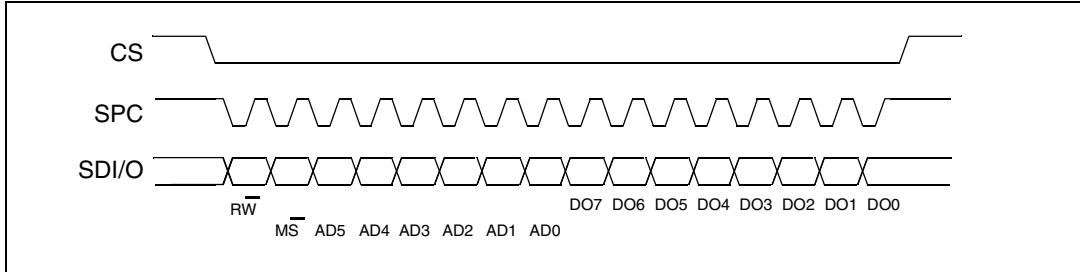 CS
SPC
SDI/O
RW̅
DO7 DO6 DO5 DO4 DO3 DO2 DO1 DO0
MS̅ AD5 AD4 AD3 AD2 AD1 AD0